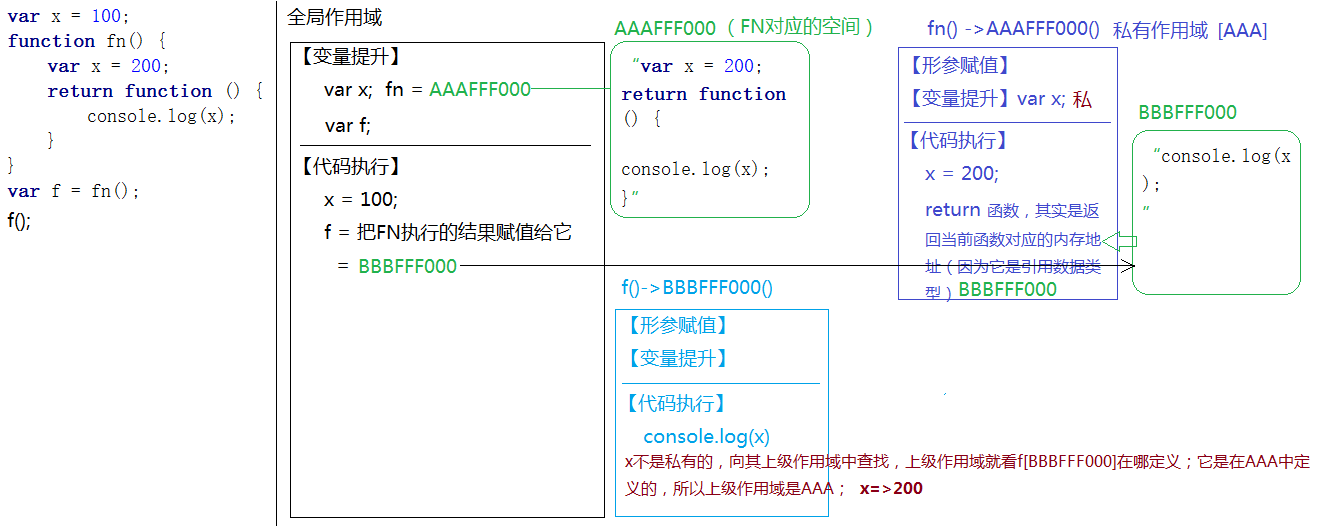 var x = 100;
function fn() {
    var x = 200;
    return function () {
        console.log(x);
    }
}
var f = fn();
f();
全局作用域
【变量提升】
var x;  fn = AAAFFF000
var f;
【代码执行】
x = 100;
f = 把FN执行的结果赋值给它
= BBBFFF000
AAAFFF000（FN对应的空间）
“var x = 200;
return function
() {
console.log(x);
}”
fn() ->AAAFFF000()  私有作用域 [AAA]
【形参赋值】
【变量提升】var x; 私
【代码执行】
x = 200;
return 函数，其实是返
回当前函数对应的内存地
址（因为它是引用数据类
型）BBBFFF000
BBBFFF000
“console.log(x
);
”
f()->BBBFFF000()
【形参赋值】
【变量提升】
【代码执行】
console.log(x)
x不是私有的，向其上级作用域中查找，上级作用域就看f[BBBFFF000]在哪定义；它是在AAA中定
义的，所以上级作用域是AAA； x=>200